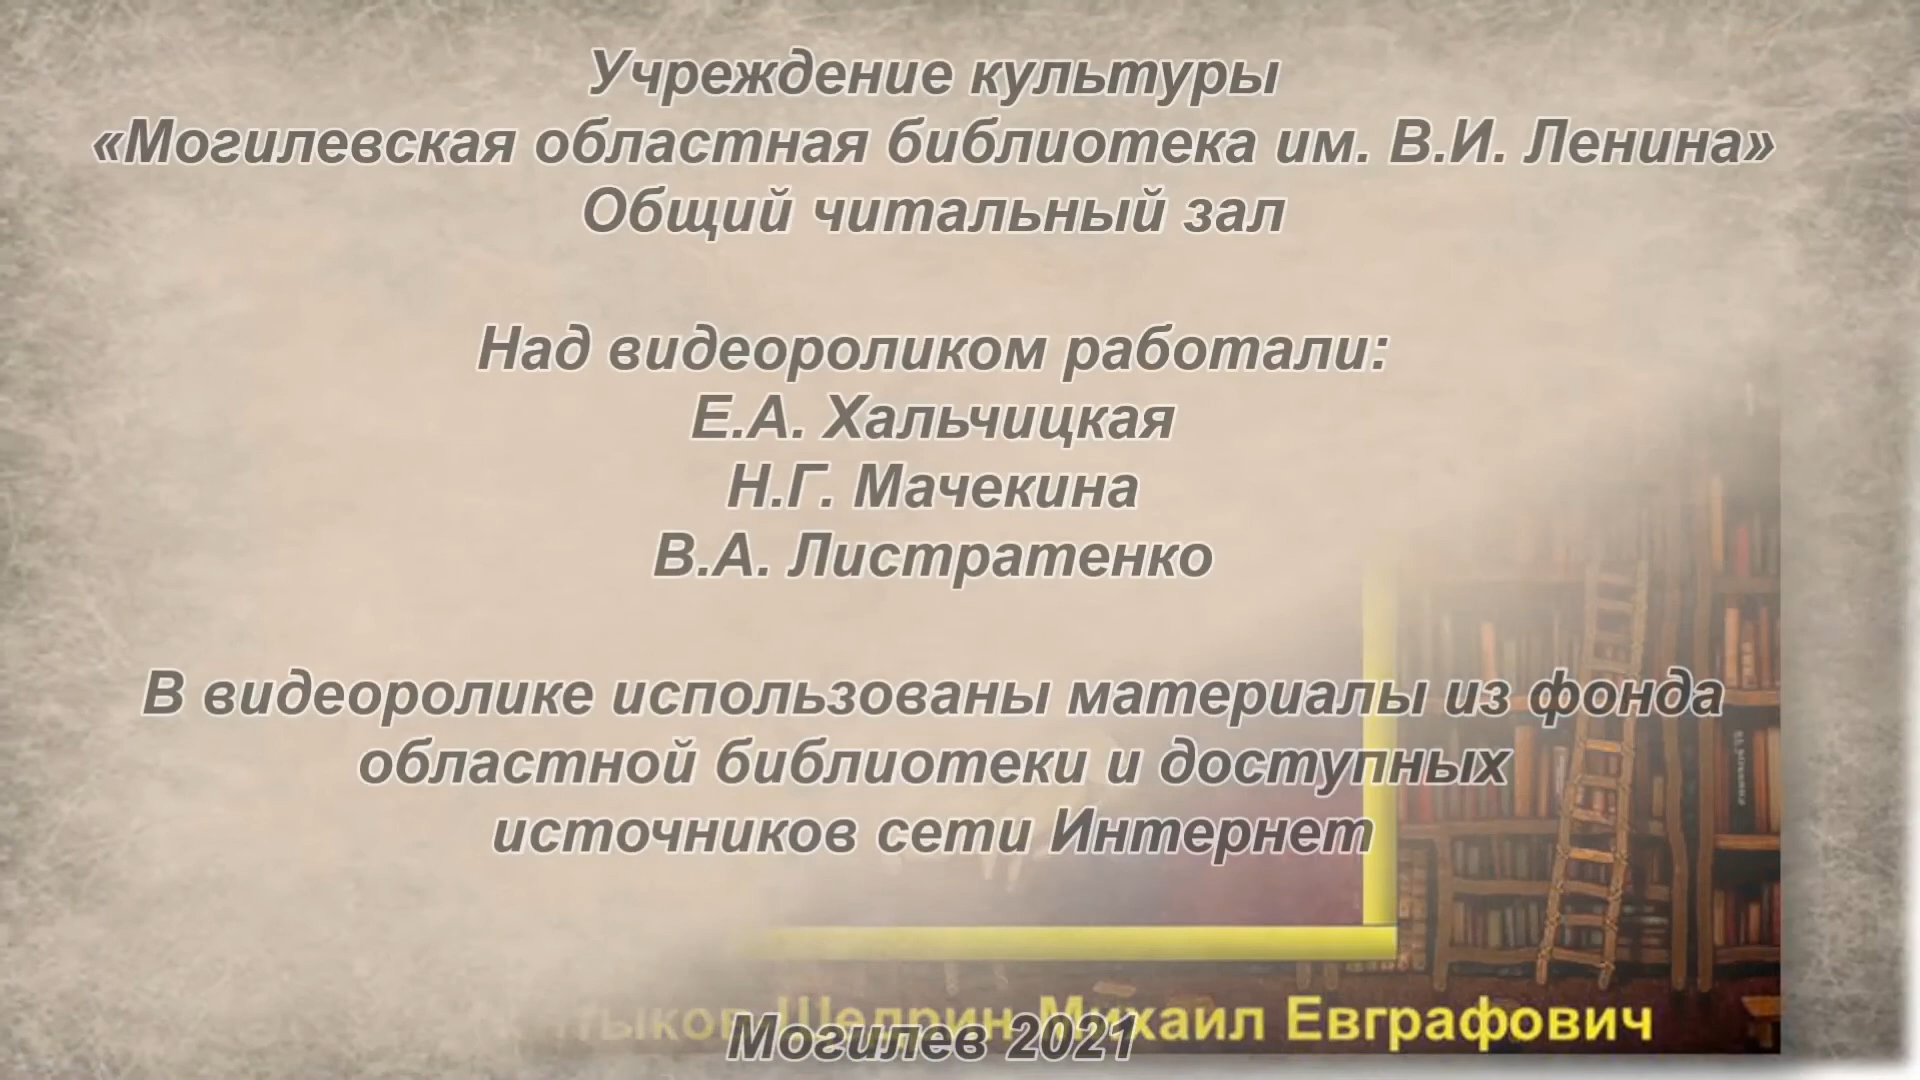 Учреждение культуры
«Могилевская областная библиотека им. В.И. Ленина»
Общий читальный зал
Над видеороликом работали:
Е.А. Хальчицкая
Н.Г. Мачекина
В.А. Листратенко
В видеоролике использованы материалы из фонда
областной библиотеки и доступных
источников сети Интернет
Щедрин Михаил Евграфович
Могилев 2021